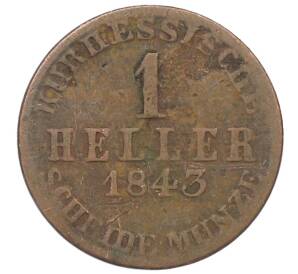 KURHESSISCHE
1
HELLER
1843
SCHEIDE MÜNZE